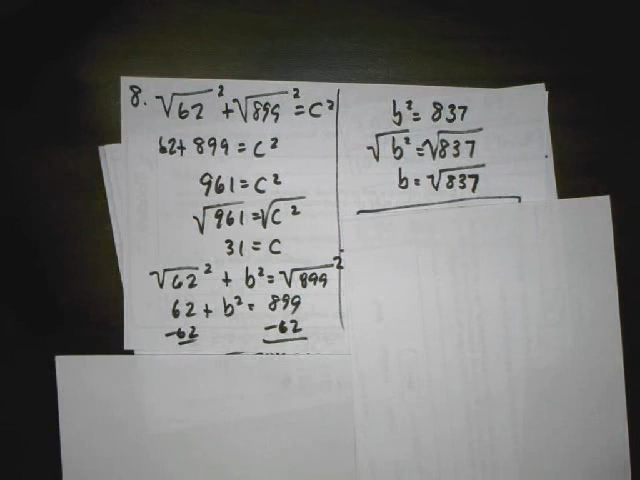 8. √62² + √899² = C²
62 + 899 = C²
961 = C²
√961 = √C²
31 = C
√62² + b² = √899²
62 + b² = 899
-62 -62
b² = 837
√b² = √837
b = √837